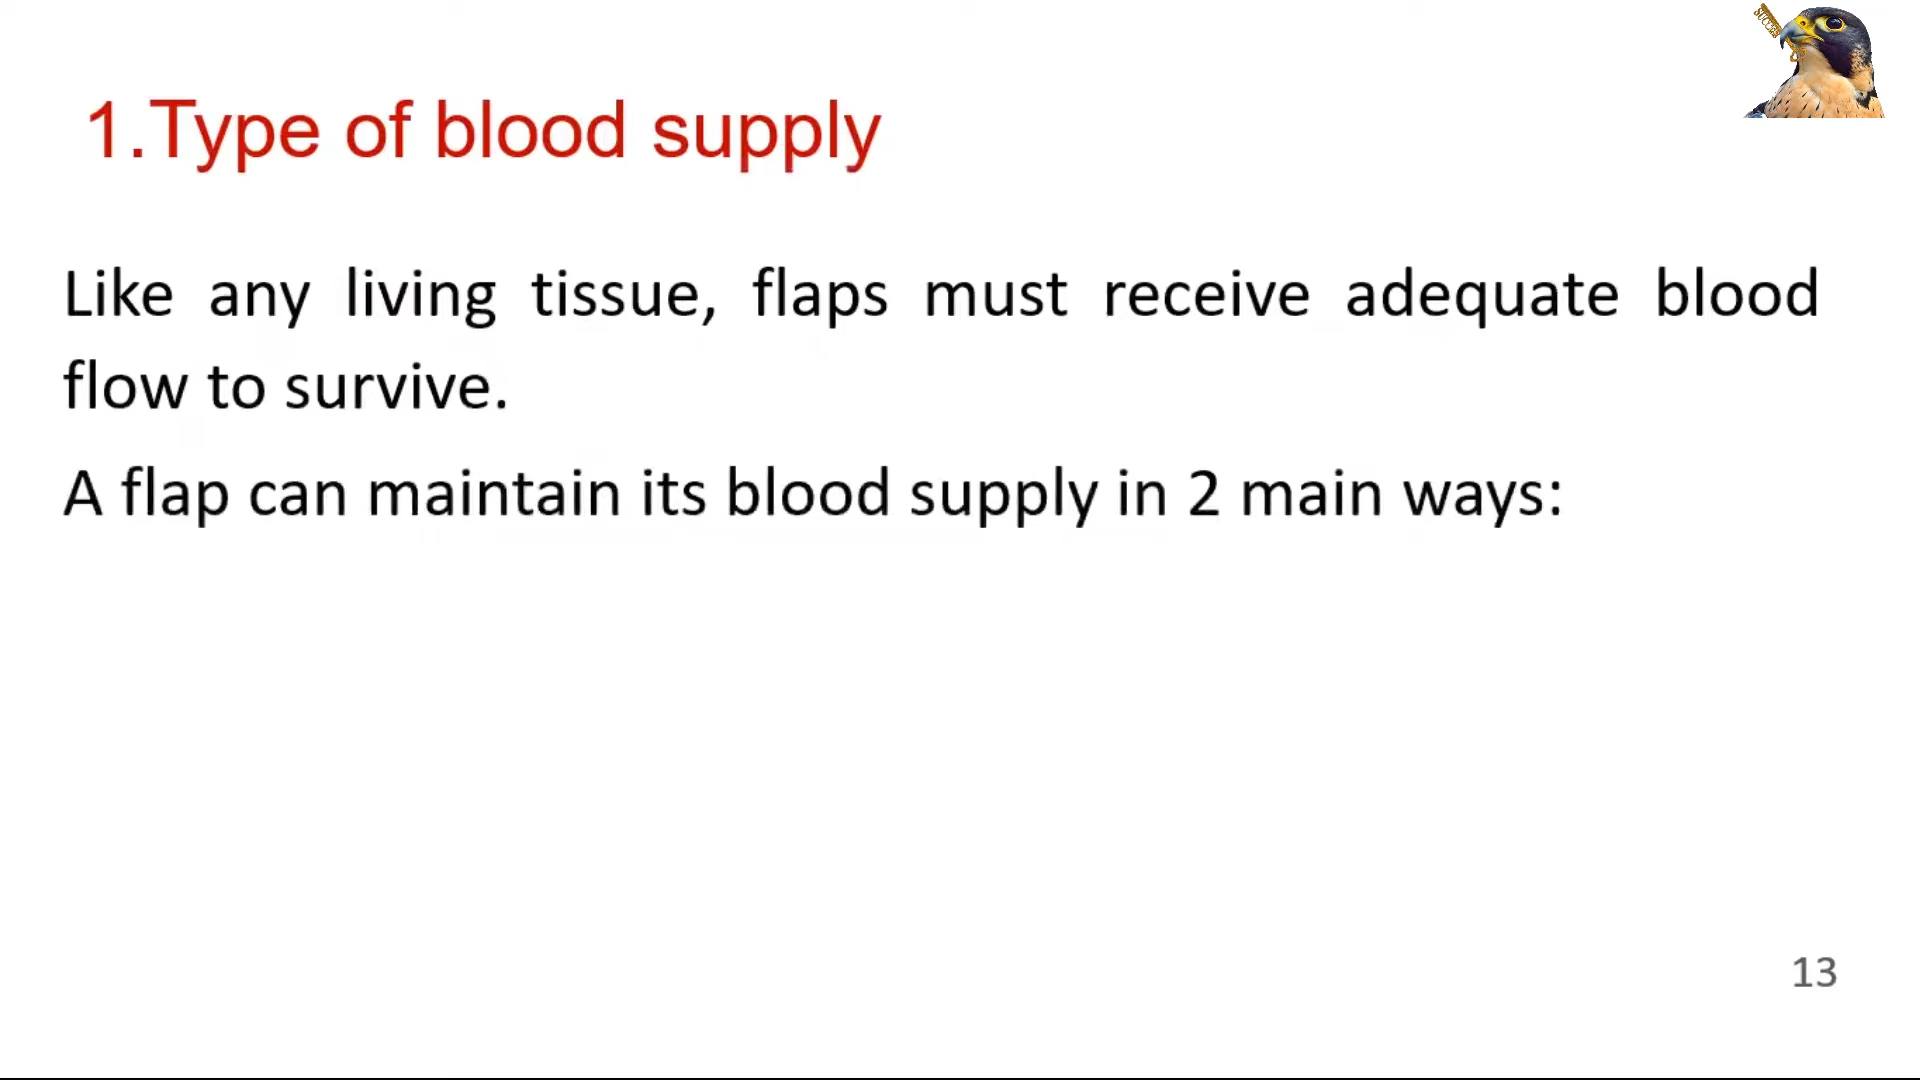 SUCCESS
1.Type of blood supply
Like any living tissue, flaps must receive adequate blood
flow to survive.
A flap can maintain its blood supply in 2 main ways:
13